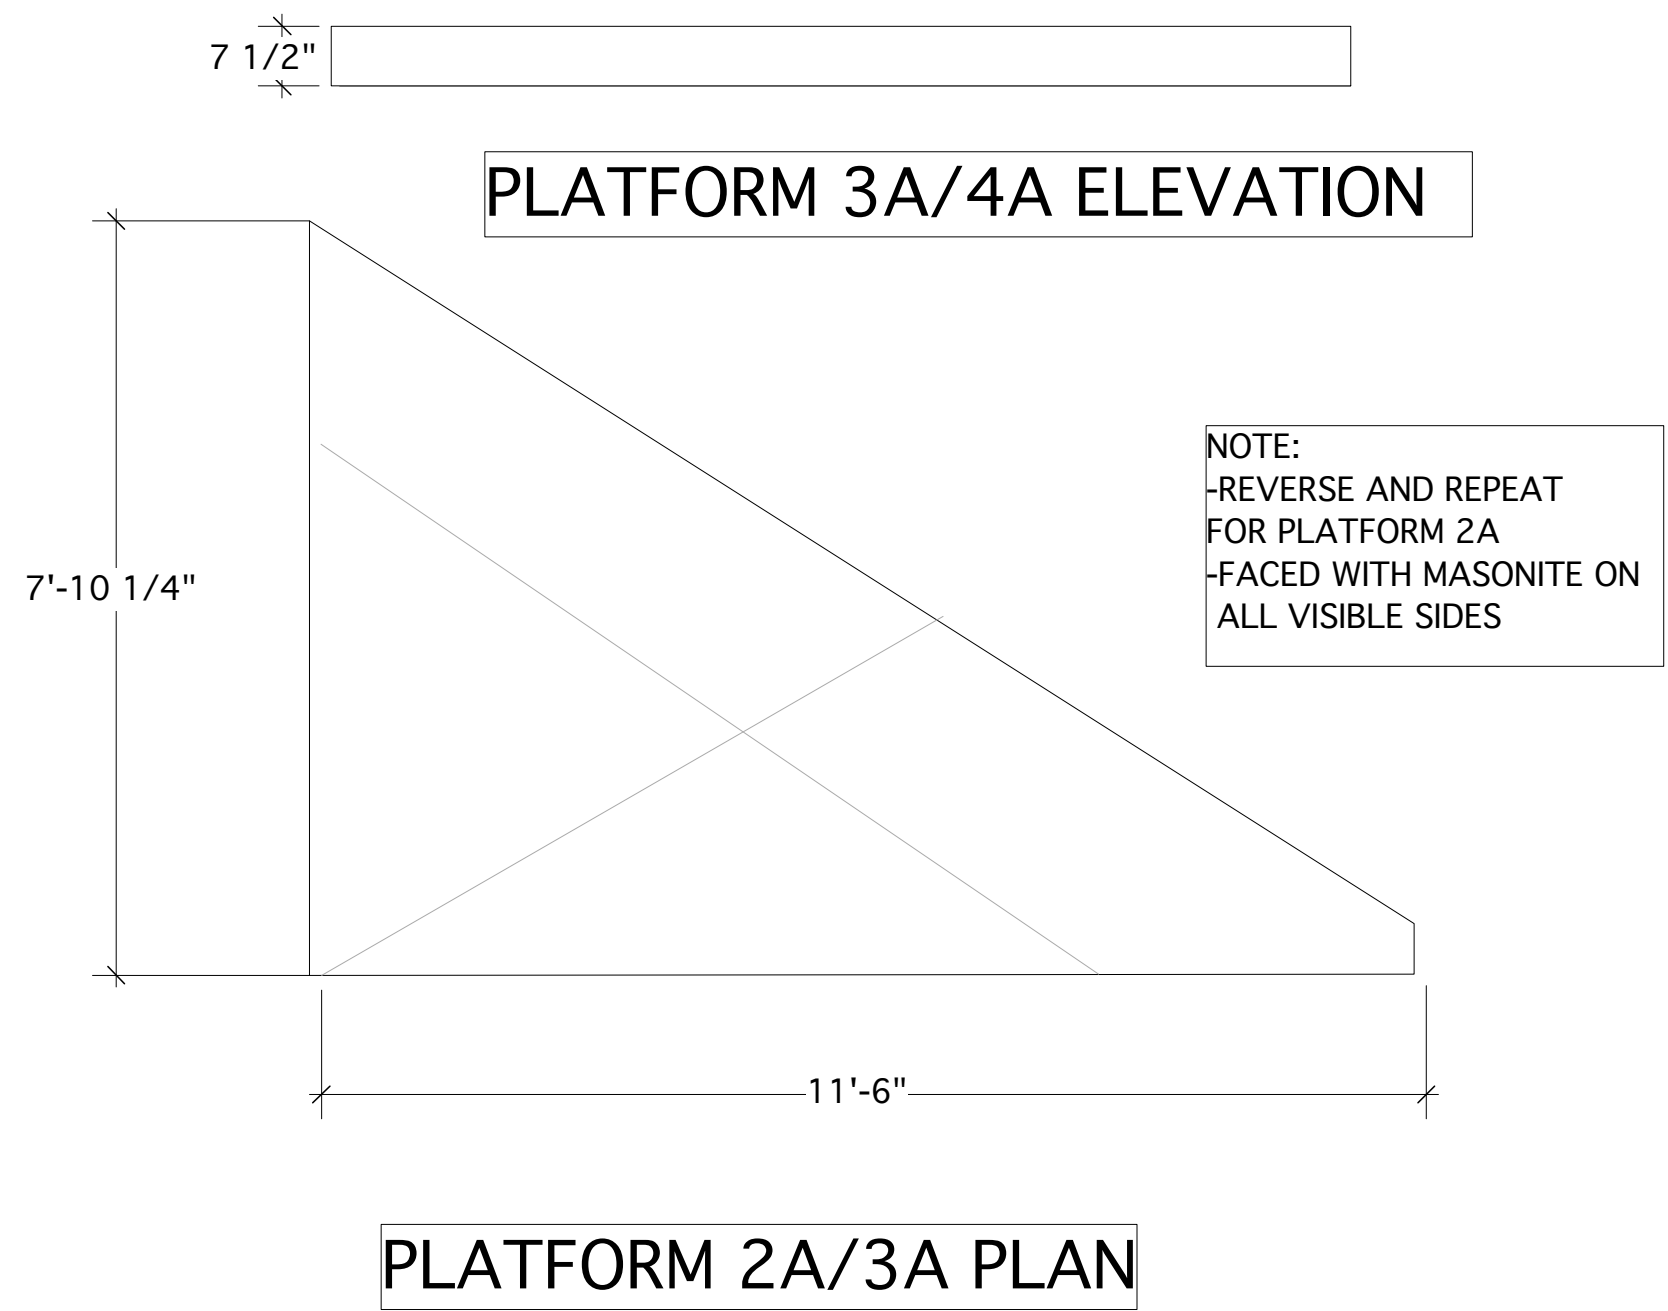 7 1/2"
PLATFORM 3A/4A ELEVATION
NOTE:
-REVERSE AND REPEAT
FOR PLATFORM 2A
-FACED WITH MASONITE ON
ALL VISIBLE SIDES
7'-10 1/4"
11'-6"
PLATFORM 2A/3A PLAN